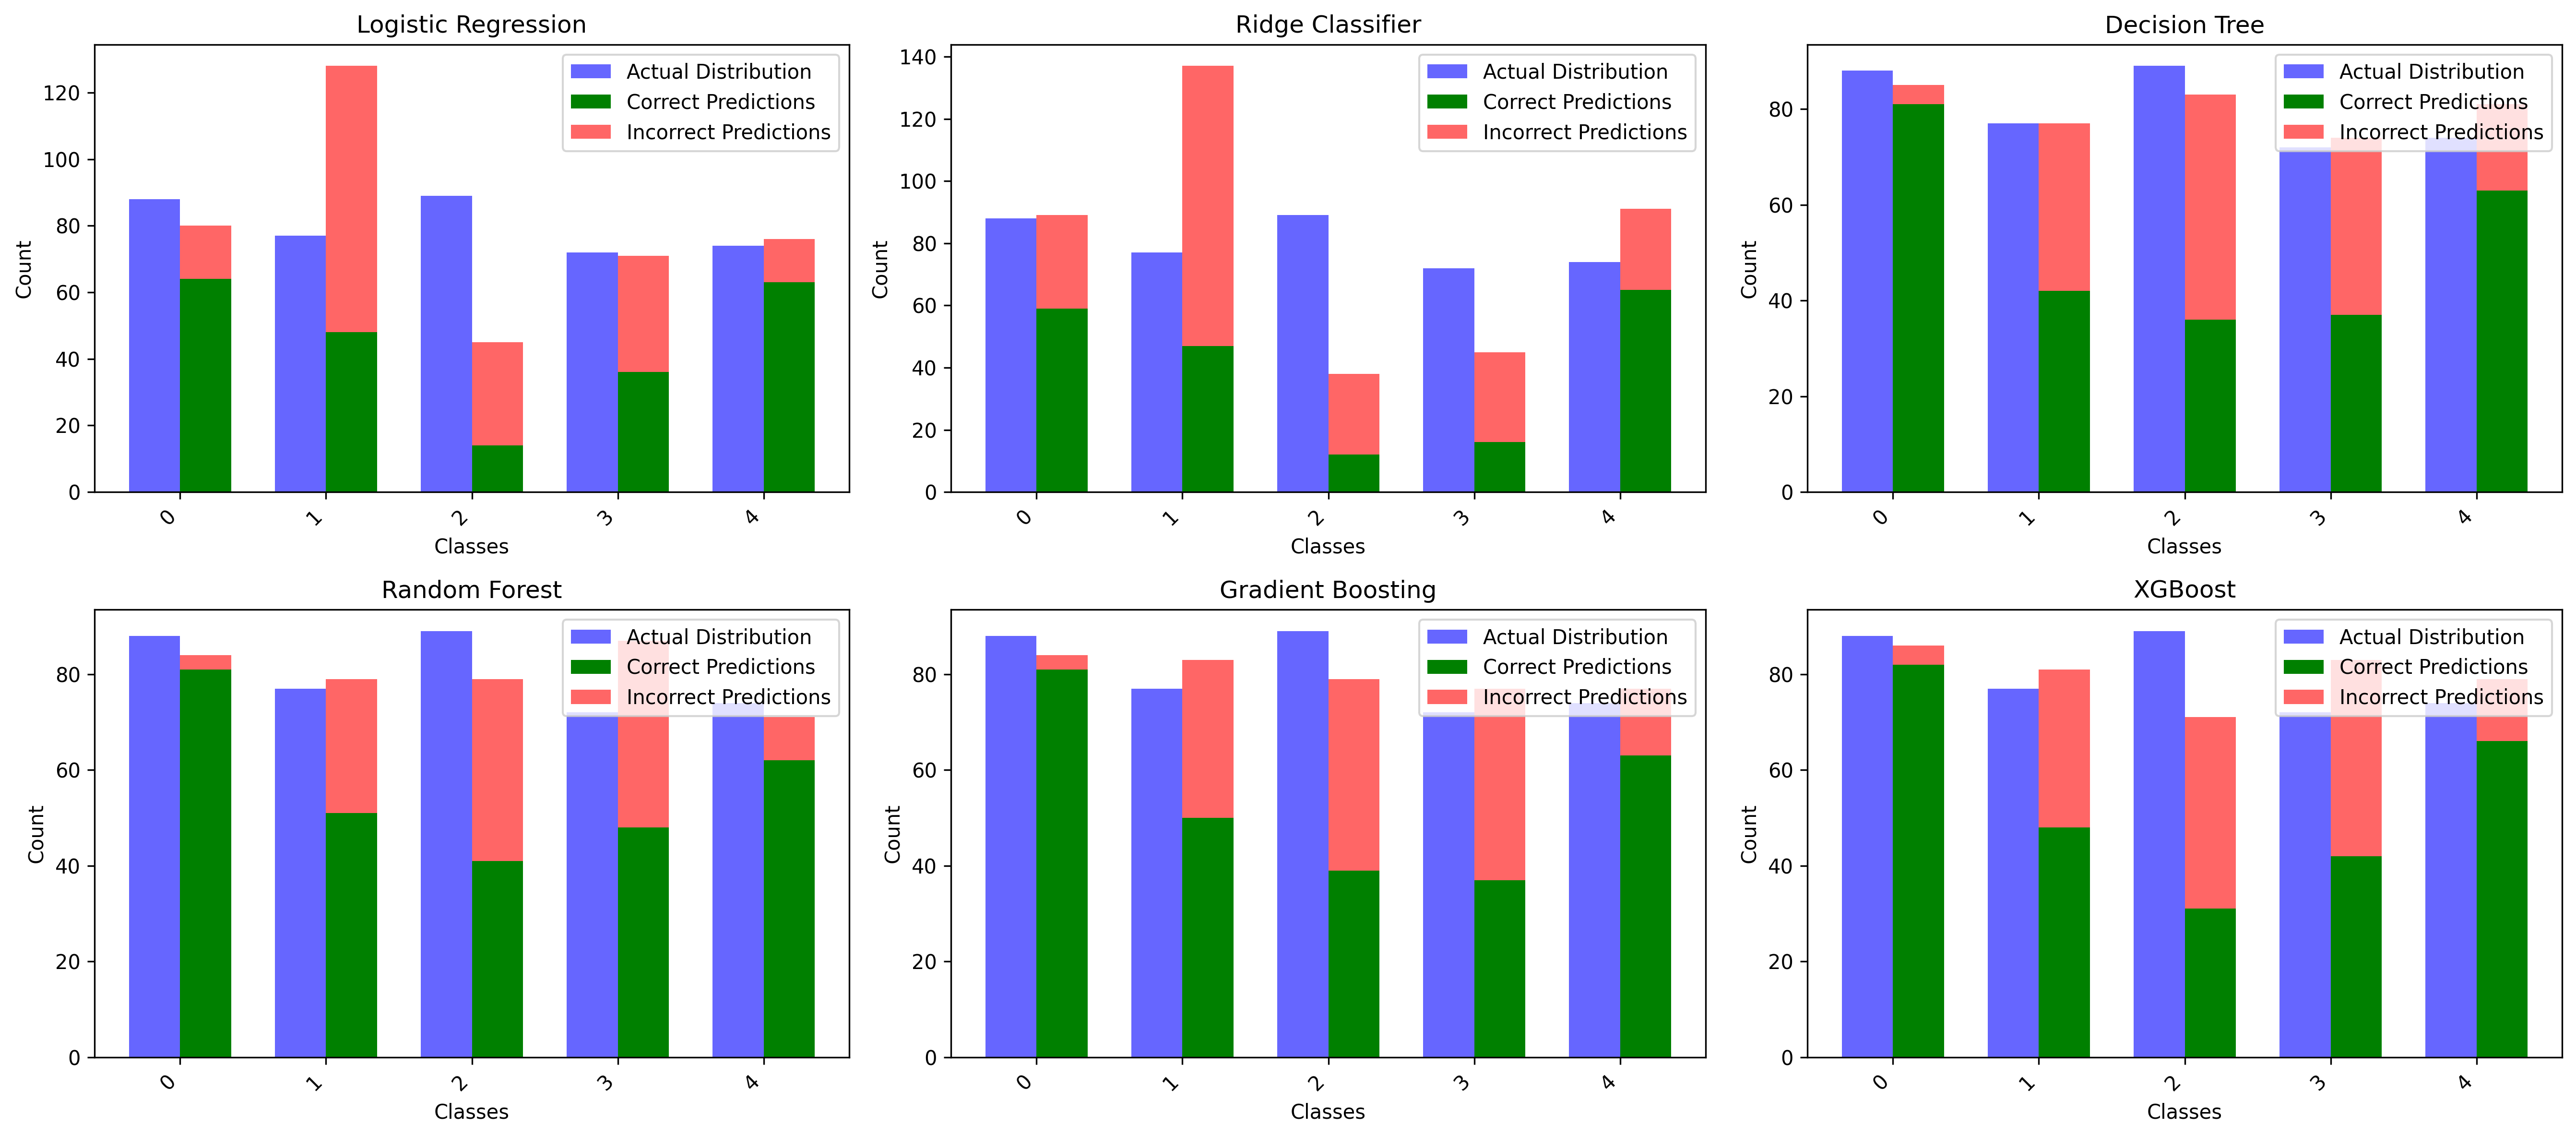 Logistic Regression
Count
120
100
80
60
40
20
0
Actual Distribution
Correct Predictions
Incorrect Predictions
0 1 2 3 4
Classes
Ridge Classifier
Count
140
120
100
80
60
40
20
0
Actual Distribution
Correct Predictions
Incorrect Predictions
0 1 2 3 4
Classes
Decision Tree
Count
80
60
40
20
0
Actual Distribution
Correct Predictions
Incorrect Predictions
0 1 2 3 4
Classes
Random Forest
Count
80
60
40
20
0
Actual Distribution
Correct Predictions
Incorrect Predictions
0 1 2 3 4
Classes
Gradient Boosting
Count
80
60
40
20
0
Actual Distribution
Correct Predictions
Incorrect Predictions
0 1 2 3 4
Classes
XGBoost
Count
80
60
40
20
0
Actual Distribution
Correct Predictions
Incorrect Predictions
0 1 2 3 4
Classes